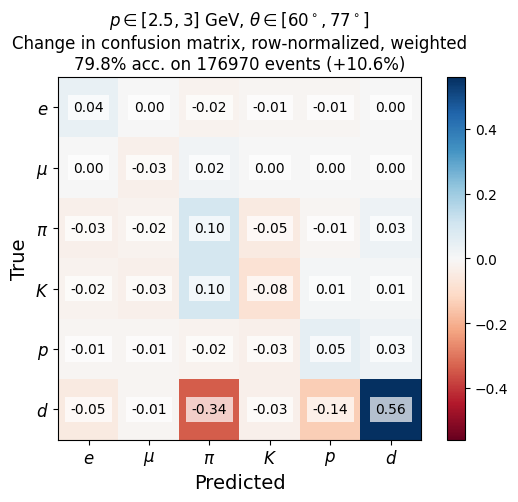 p ∈ [2.5, 3] GeV, θ ∈ [60°, 77°]
Change in confusion matrix, row-normalized, weighted
79.8% acc. on 176970 events (+10.6%)
e 0.04 0.00 -0.02 -0.01 -0.01 0.00
μ 0.00 -0.03 0.02 0.00 0.00 0.00
π -0.03 -0.02 0.10 -0.05 -0.01 0.03
K -0.02 -0.03 0.10 -0.08 0.01 0.01
p -0.01 -0.01 -0.02 -0.03 0.05 0.03
d -0.05 -0.01 -0.34 -0.03 -0.14 0.56
e μ π K p d
Predicted
True
0.4
0.2
0.0
−0.2
−0.4